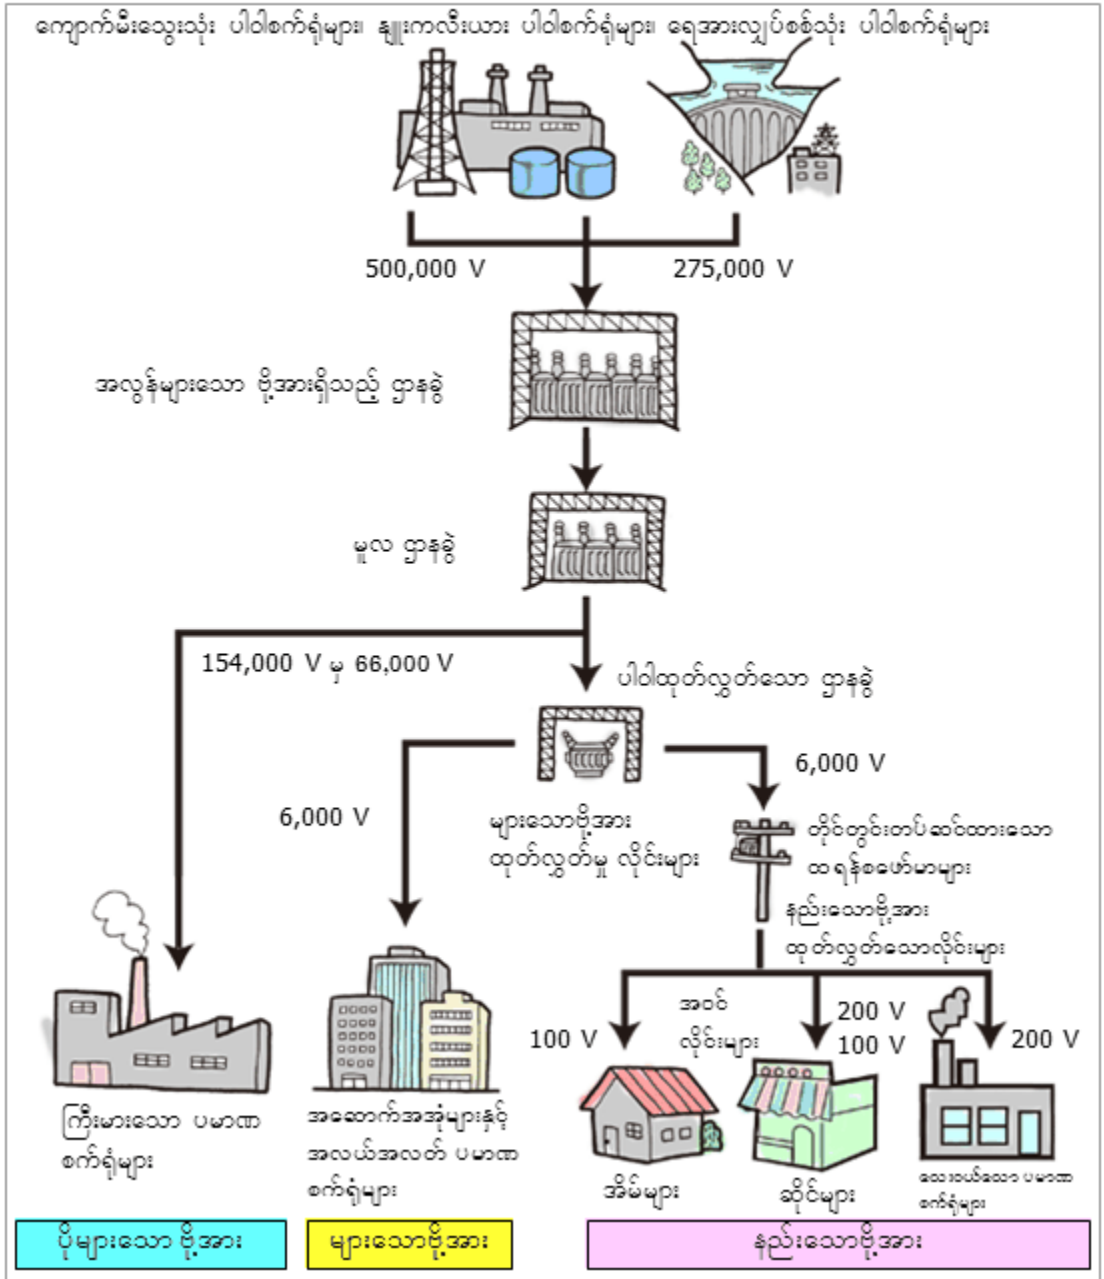 ကျောက်မီးသွေးသုံး ပါဝါစက်ရုံများ၊ နျူးကလီးယား ပါဝါစက်ရုံများ၊ ရေအားလျှပ်စစ်သုံး ပါဝါစက်ရုံများ
500,000 V
275,000 V
အလွန်များသော ဗို့အားရှိသည့် ဌာနခွဲ
မူလ ဌာနခွဲ
154,000 V မှ 66,000 V
ပါဝါထုတ်လွှတ်သော ဌာနခွဲ
6,000 V
6,000 V
များသောဗို့အား
ထုတ်လွှတ်မှု လိုင်းများ
တိုင်တွင်းတပ်ဆင်ထားသော
ထရန်စဖော်မာများ
နည်းသောဗို့အား
ထုတ်လွှတ်သောလိုင်းများ
အဝင်
လိုင်းများ
100 V
200 V
100 V
200 V
ကြီးမားသော ပမာဏ
စက်ရုံများ
အဆောက်အအုံများနှင့်
အလယ်အလတ် ပမာဏ
စက်ရုံများ
အိမ်များ
ဆိုင်များ
သေးငယ်သော ပမာဏ
စက်ရုံများ
ပိုများသော ဗို့အား
များသောဗို့အား
နည်းသောဗို့အား